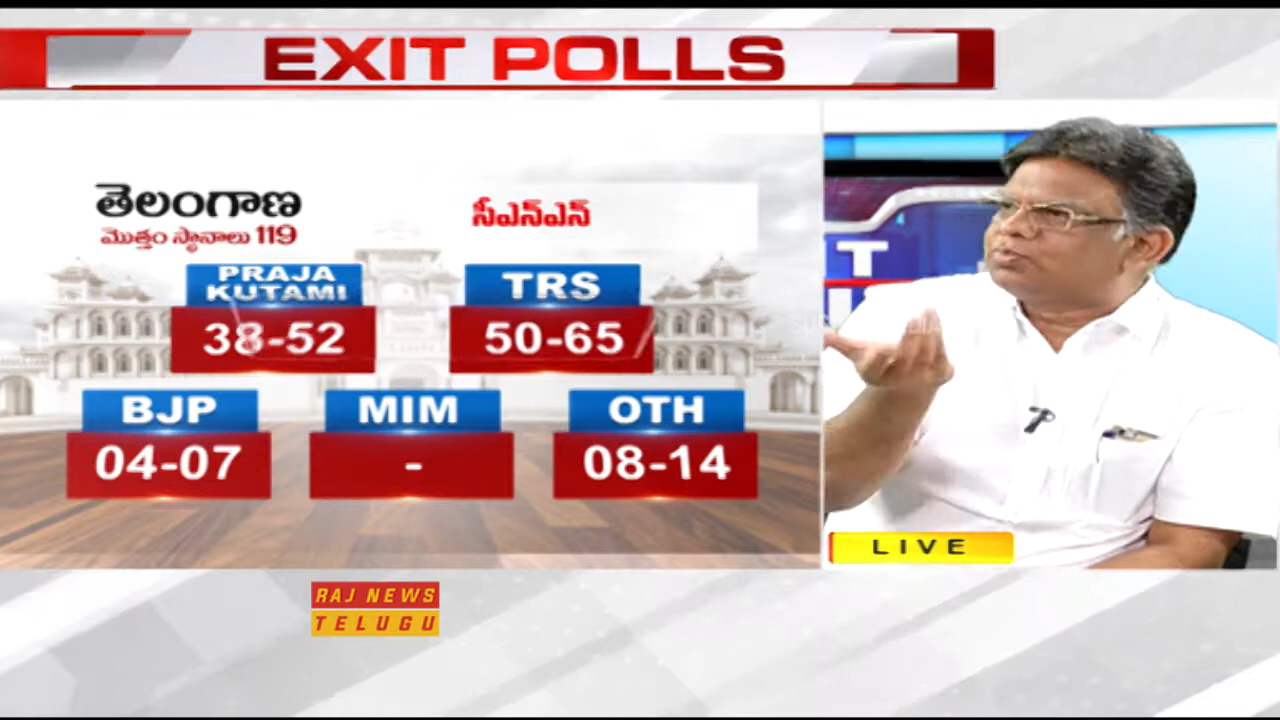 EXIT POLLS
తెలంగాణ
మొత్తం స్థానాలు 119
సీఎన్ఎన్
PRAJA
KUTAMI
38-52
TRS
50-65
BJP
04-07
MIM
-
OTH
08-14
T
LIVE
RAJ NEWS
TELUGU